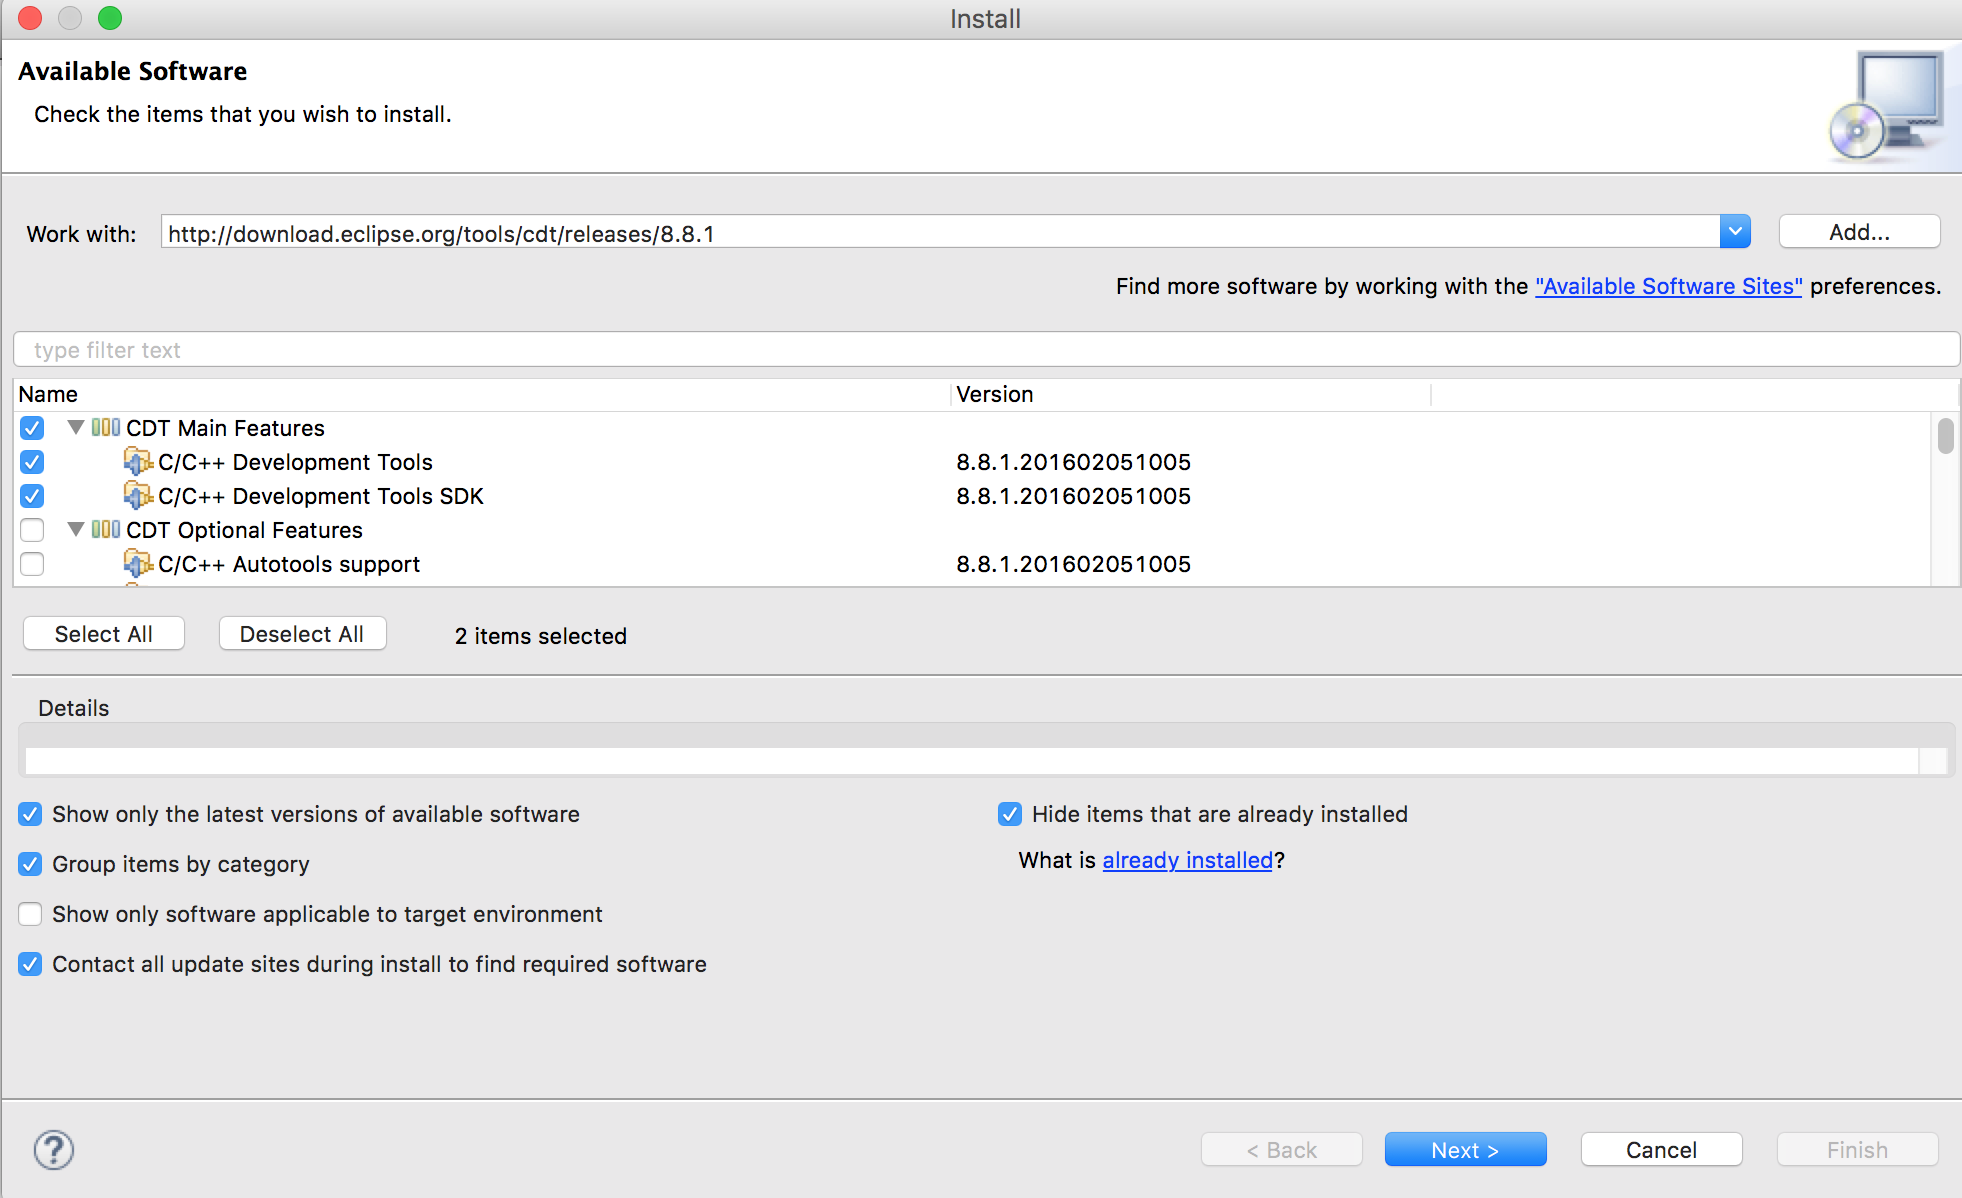 Install
Available Software
Check the items that you wish to install.
Work with: http://download.eclipse.org/tools/cdt/releases/8.8.1 Add...
Find more software by working with the "Available Software Sites" preferences.
type filter text
Name Version
CDT Main Features
C/C++ Development Tools 8.8.1.201602051005
C/C++ Development Tools SDK 8.8.1.201602051005
CDT Optional Features
C/C++ Autotools support 8.8.1.201602051005
Select All Deselect All 2 items selected
Details
Show only the latest versions of available software Hide items that are already installed
Group items by category What is already installed?
Show only software applicable to target environment
Contact all update sites during install to find required software
? < Back Next > Cancel Finish